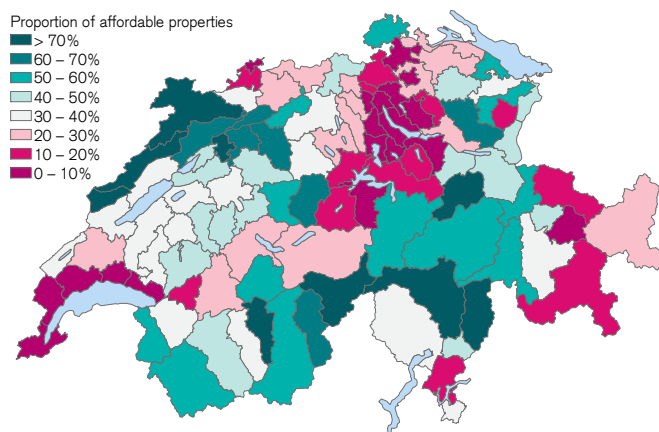 Proportion of affordable properties
> 70%
60 – 70%
50 – 60%
40 – 50%
30 – 40%
20 – 30%
10 – 20%
0 – 10%